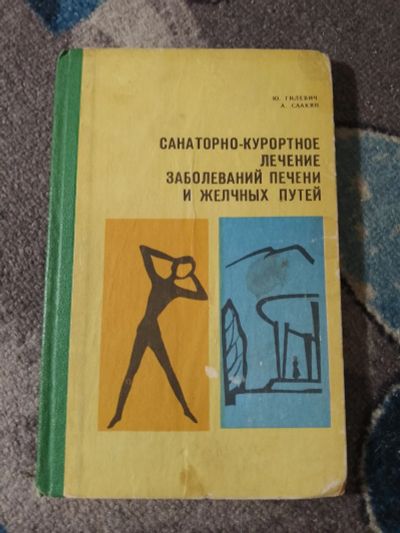 Ю. ГИЛЕВИЧ
А. СААКЯН
САНАТОРНО-КУРОРТНОЕ
ЛЕЧЕНИЕ
ЗАБОЛЕВАНИЙ ПЕЧЕНИ
И ЖЕЛЧНЫХ ПУТЕЙ